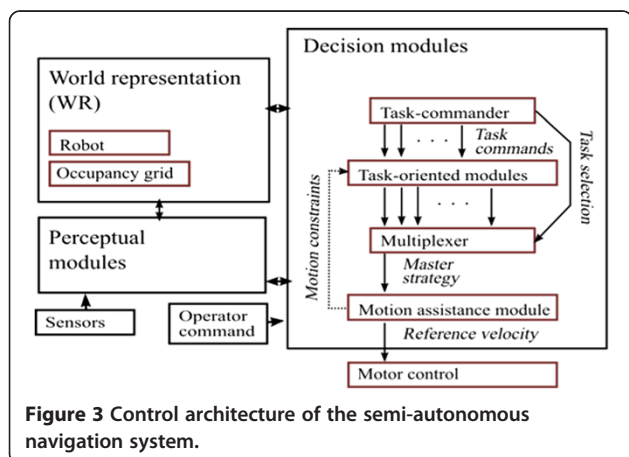 World representation
(WR)
Robot
Occupancy grid
Perceptual
modules
Sensors
Operator
command
Decision modules
Task-commander
. . .
Task
commands
Task selection
Task-oriented modules
. . .
Motion constraints
Multiplexer
Master
strategy
Motion assistance module
Reference velocity
Motor control
Figure 3 Control architecture of the semi-autonomous
navigation system.